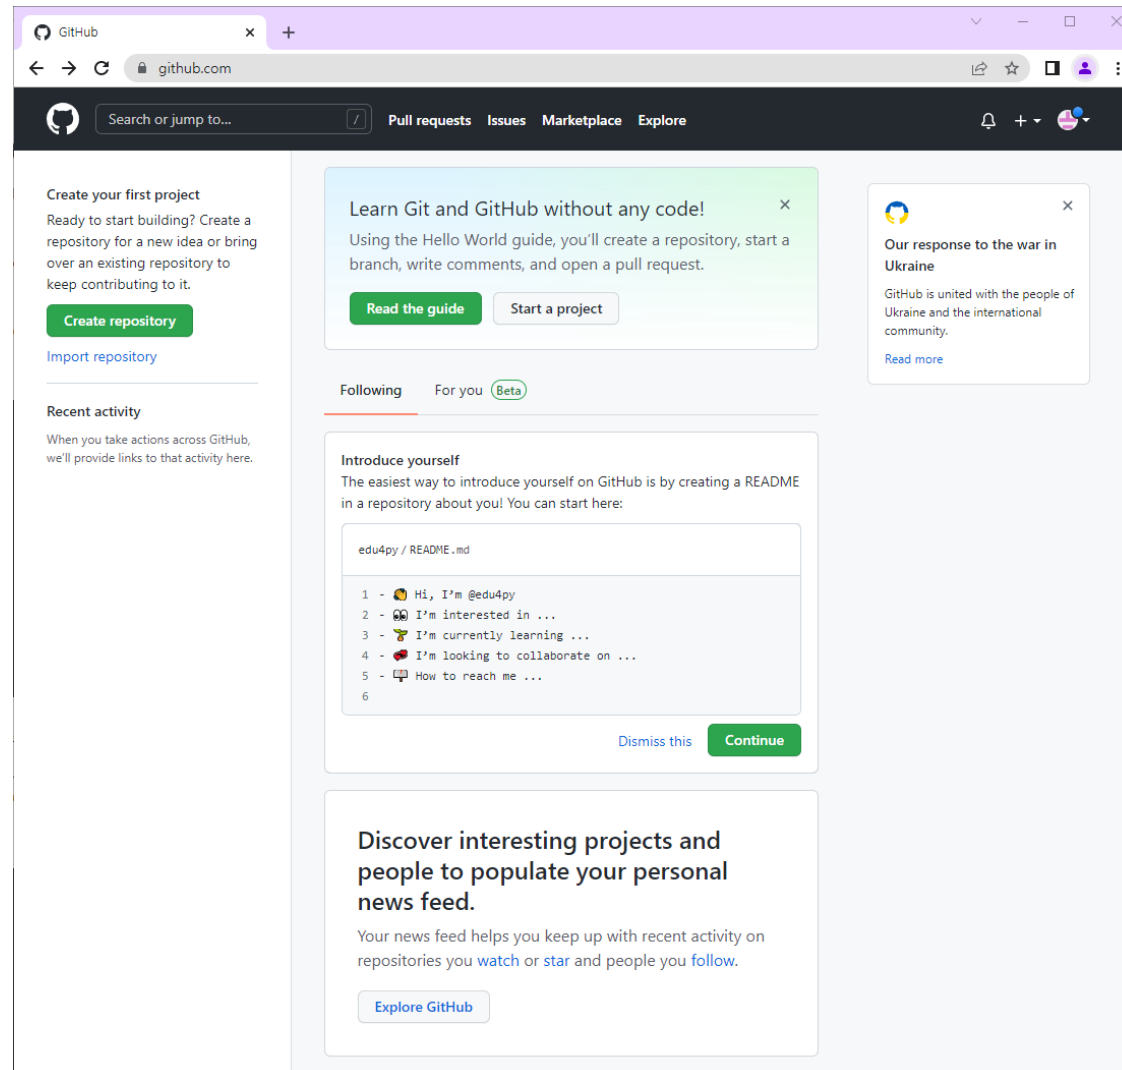 GitHub
github.com
Search or jump to...
/
Pull requests
Issues
Marketplace
Explore
Create your first project
Ready to start building? Create a
repository for a new idea or bring
over an existing repository to
keep contributing to it.
Create repository
Import repository
Recent activity
When you take actions across GitHub,
we'll provide links to that activity here.
Learn Git and GitHub without any code!
Using the Hello World guide, you'll create a repository, start a
branch, write comments, and open a pull request.
Read the guide
Start a project
Following
For you
Beta
Introduce yourself
The easiest way to introduce yourself on GitHub is by creating a README
in a repository about you! You can start here:
edu4py / README.md
1 - 👋 Hi, I'm @edu4py
2 - 👀 I'm interested in ...
3 - 🌱 I'm currently learning ...
4 - 💞️ I'm looking to collaborate on ...
5 - 📫 How to reach me ...
6
Dismiss this
Continue
Discover interesting projects and
people to populate your personal
news feed.
Your news feed helps you keep up with recent activity on
repositories you watch or star and people you follow.
Explore GitHub
Our response to the war in
Ukraine
GitHub is united with the people of
Ukraine and the international
community.
Read more